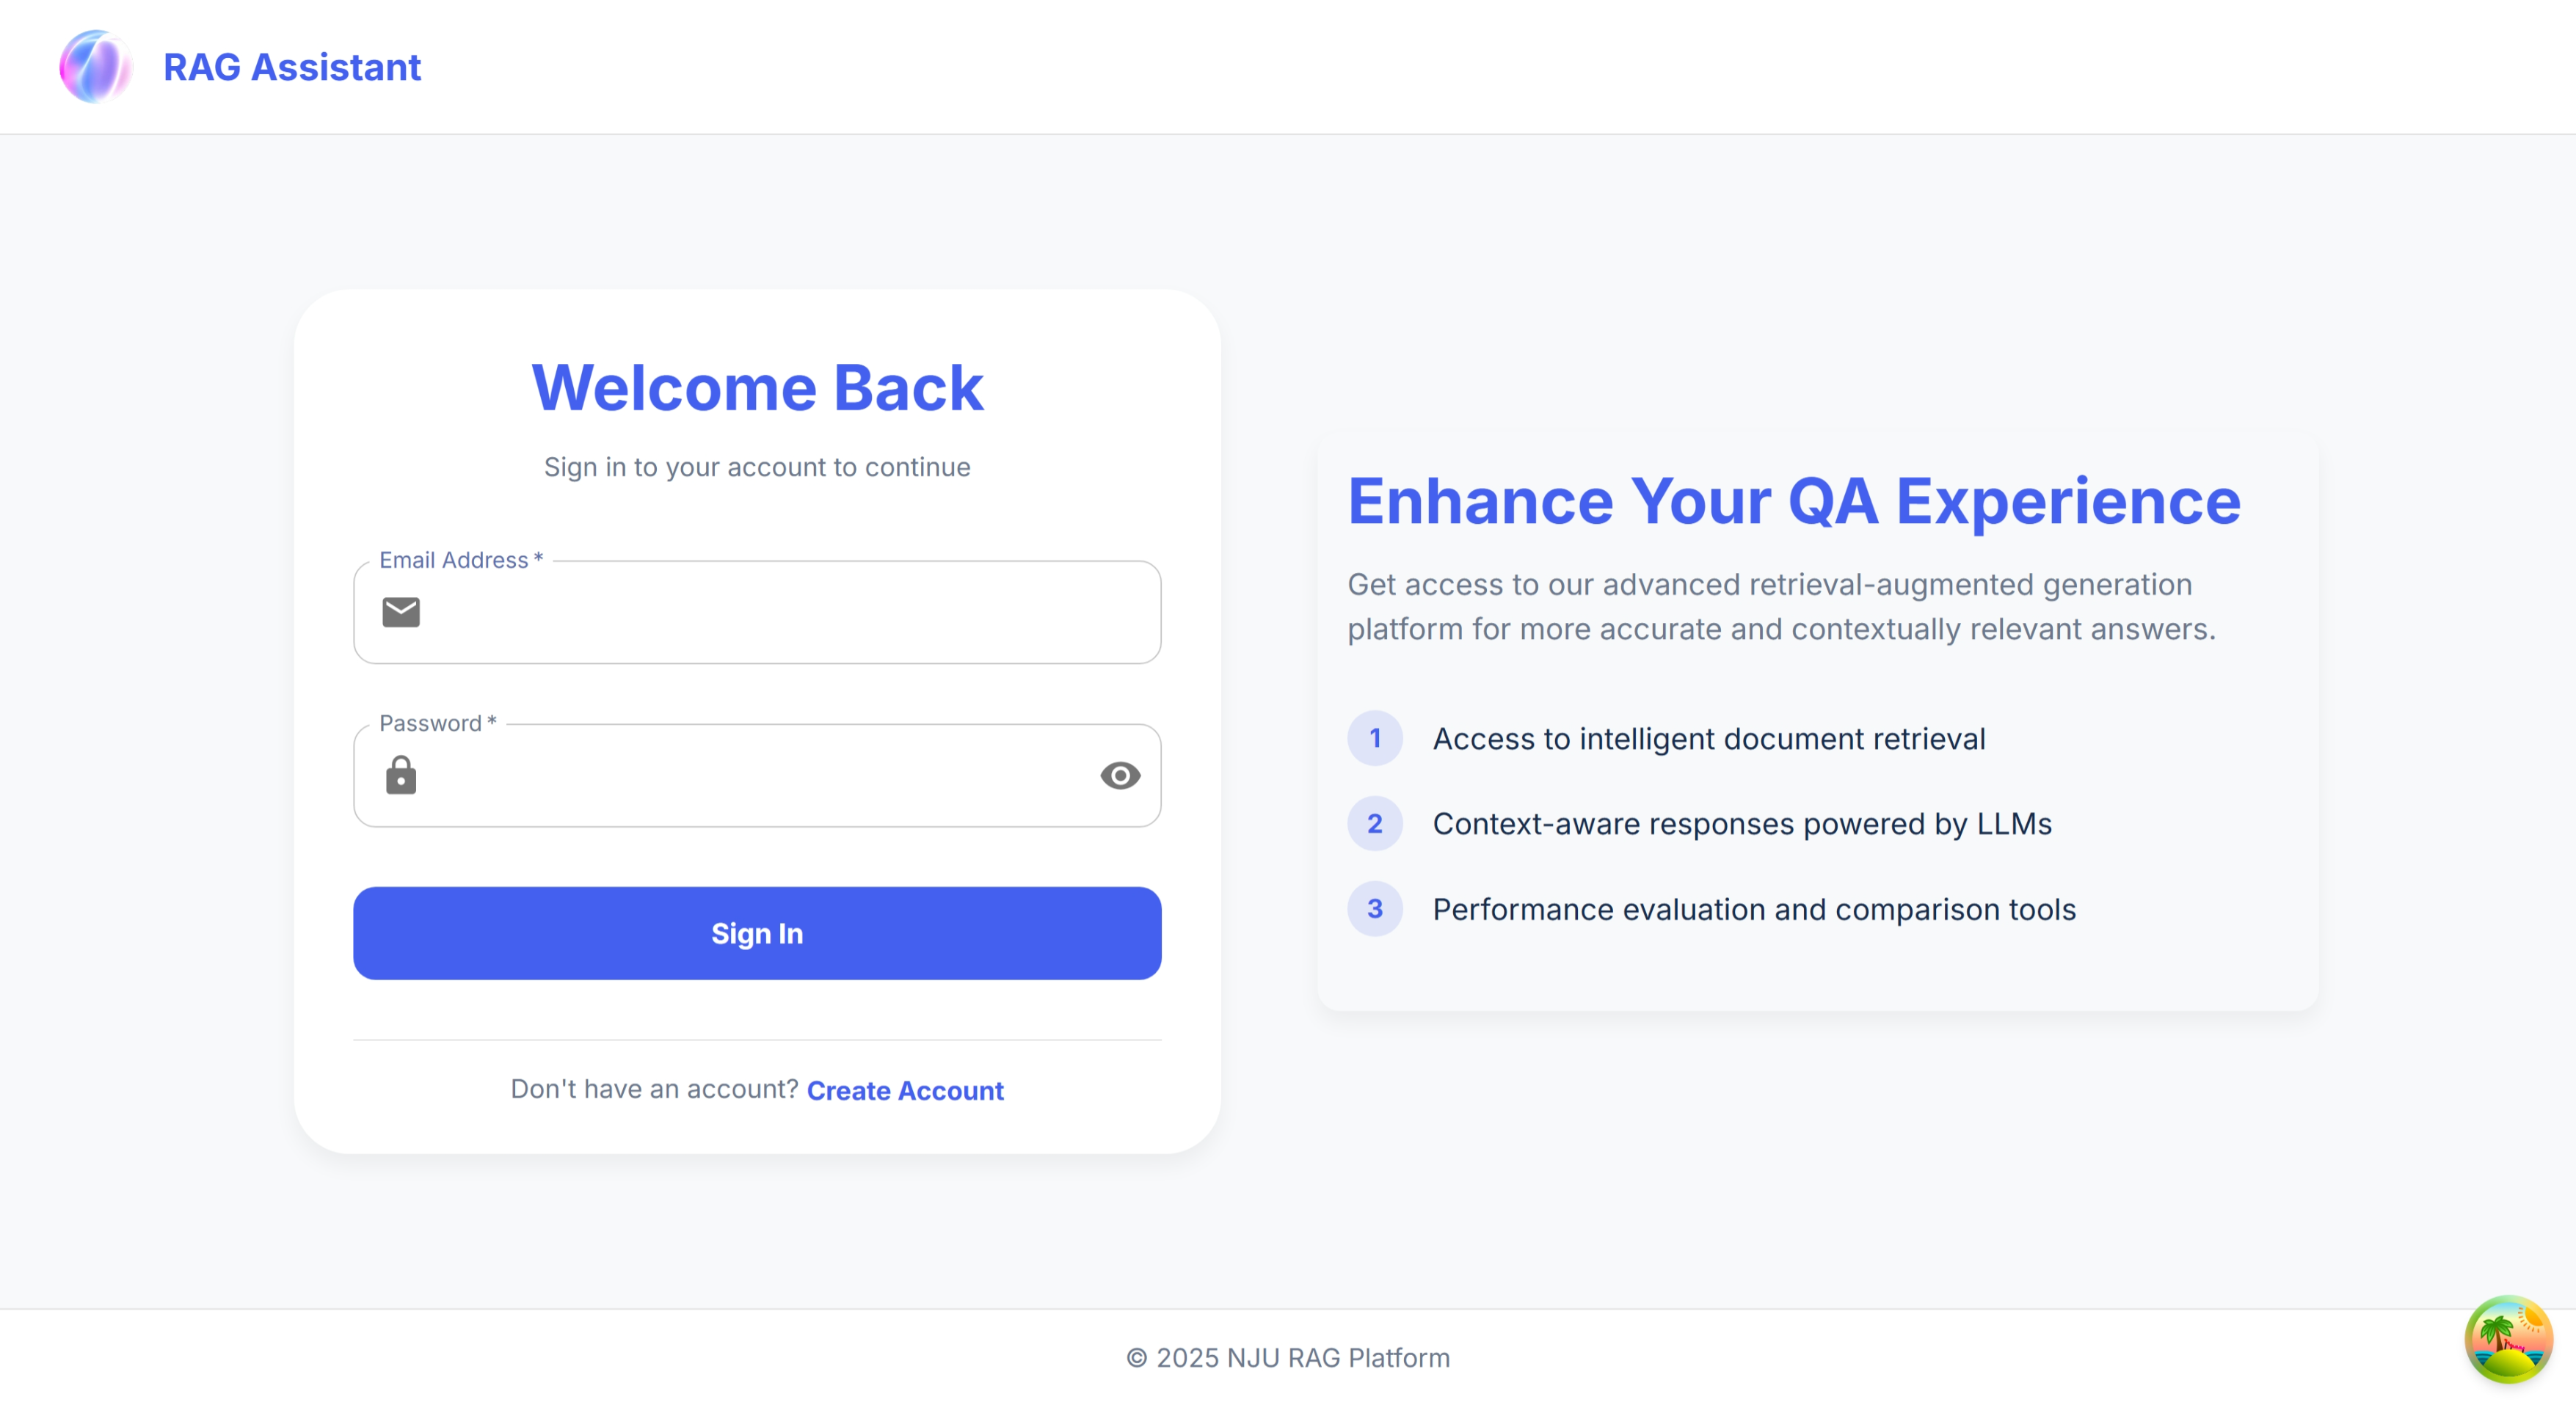 RAG Assistant
Welcome Back
Sign in to your account to continue
Email Address *
Password *
Sign In
Don't have an account? Create Account
Enhance Your QA Experience
Get access to our advanced retrieval-augmented generation
platform for more accurate and contextually relevant answers.
1 Access to intelligent document retrieval
2 Context-aware responses powered by LLMs
3 Performance evaluation and comparison tools
© 2025 NJU RAG Platform